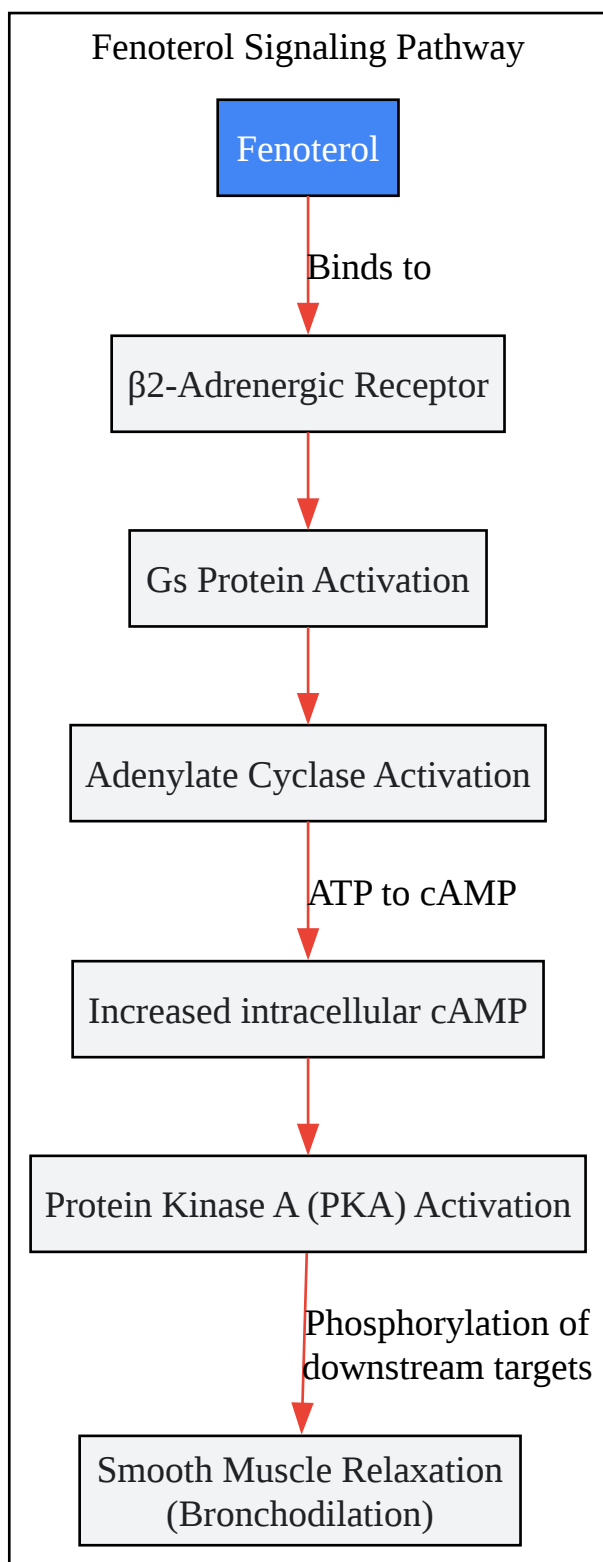 Fenoterol Signaling Pathway
Fenoterol
Binds to
β2-Adrenergic Receptor
Gs Protein Activation
Adenylate Cyclase Activation
ATP to cAMP
Increased intracellular cAMP
Protein Kinase A (PKA) Activation
Phosphorylation of
downstream targets
Smooth Muscle Relaxation
(Bronchodilation)